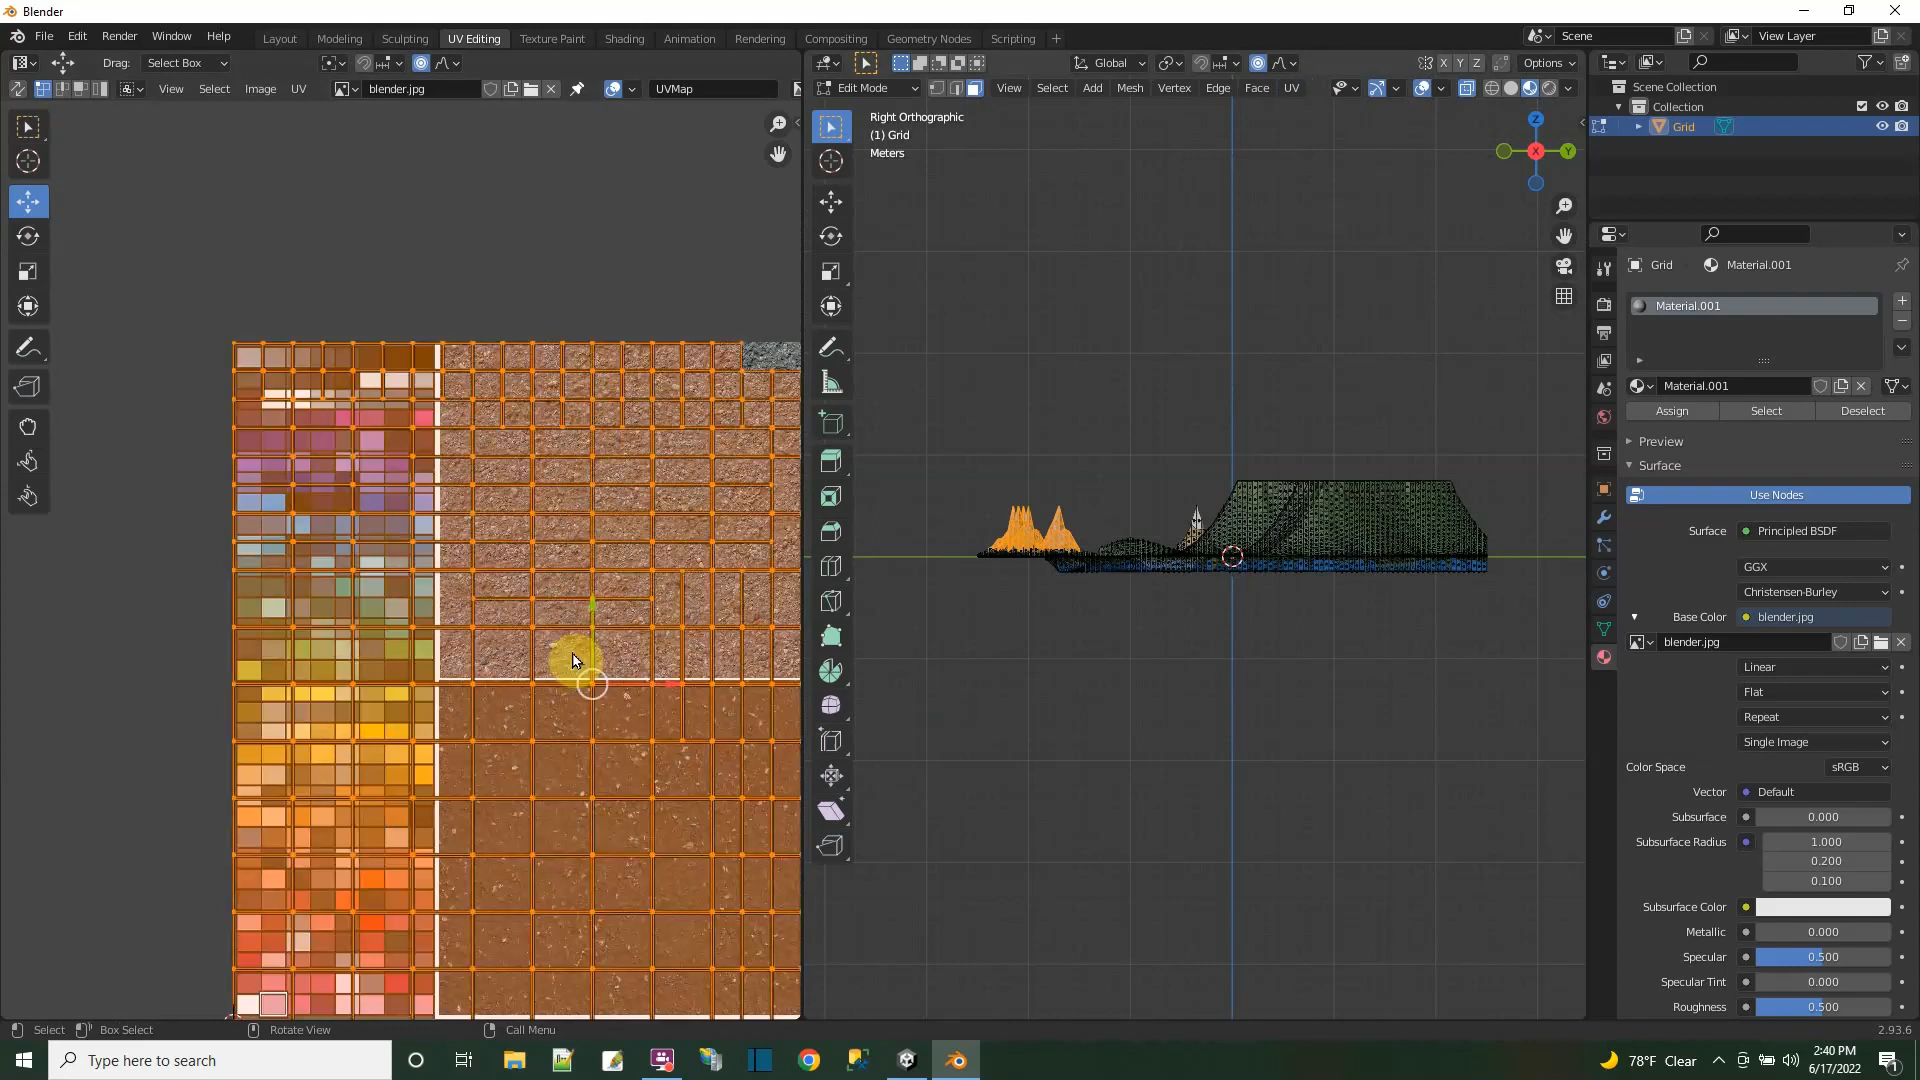 Blender
File Edit Render Window Help Layout Modeling Sculpting UV Editing Texture Paint Shading Animation Rendering Compositing Geometry Nodes Scripting + Scene View Layer
Drag: Select Box Global X Y Z Options
View Select Image UV blender.jpg UVMap Edit Mode View Select Add Mesh Vertex Edge Face UV
Scene Collection
Collection
Grid
Right Orthographic
(1) Grid
Meters
Z
X
Y
Grid Material.001
Material.001
Material.001
Assign Select Deselect
Preview
Surface
Use Nodes
Surface Principled BSDF
GGX
Christensen-Burley
Base Color blender.jpg
blender.jpg
Linear
Flat
Repeat
Single Image
Color Space sRGB
Vector Default
Subsurface 0.000
Subsurface Radius 1.000
0.200
0.100
Subsurface Color
Metallic 0.000
Specular 0.500
Specular Tint 0.000
Roughness 0.500
Select Box Select Rotate View Call Menu 2.93.6
Type here to search 78°F Clear 2:40 PM
6/17/2022
1